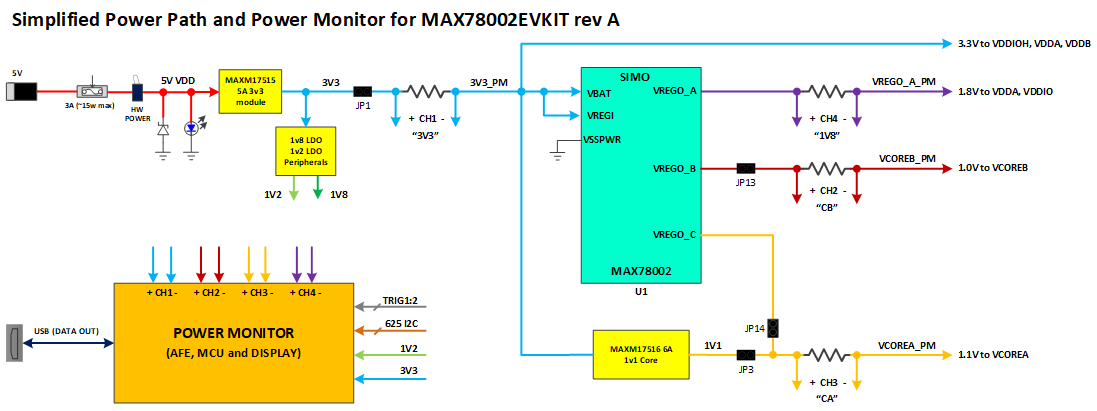 Simplified Power Path and Power Monitor for MAX78002EVKIT rev A
5V
3A (~15w max)
HW
POWER
5V VDD
MAXM17515
5A 3v3
module
3V3
JP1
+ CH1 -
“3V3”
3V3_PM
1v8 LDO
1v2 LDO
Peripherals
1V2
1V8
SIMO
VBAT
VREGI
VSSPWR
VREGO_A
VREGO_B
VREGO_C
MAX78002
U1
3.3V to VDDIOH, VDDA, VDDB
VREGO_A_PM
+ CH4 -
“1V8”
1.8V to VDDA, VDDIO
JP13
VCOREB_PM
+ CH2 -
“CB”
1.0V to VCOREB
JP14
MAXM17516 6A
1v1 Core
1V1
JP3
VCOREA_PM
+ CH3 -
“CA”
1.1V to VCOREA
+ CH1 -
+ CH2 -
+ CH3 -
+ CH4 -
POWER MONITOR
(AFE, MCU and DISPLAY)
USB (DATA OUT)
TRIG1:2
625 I2C
1V2
3V3